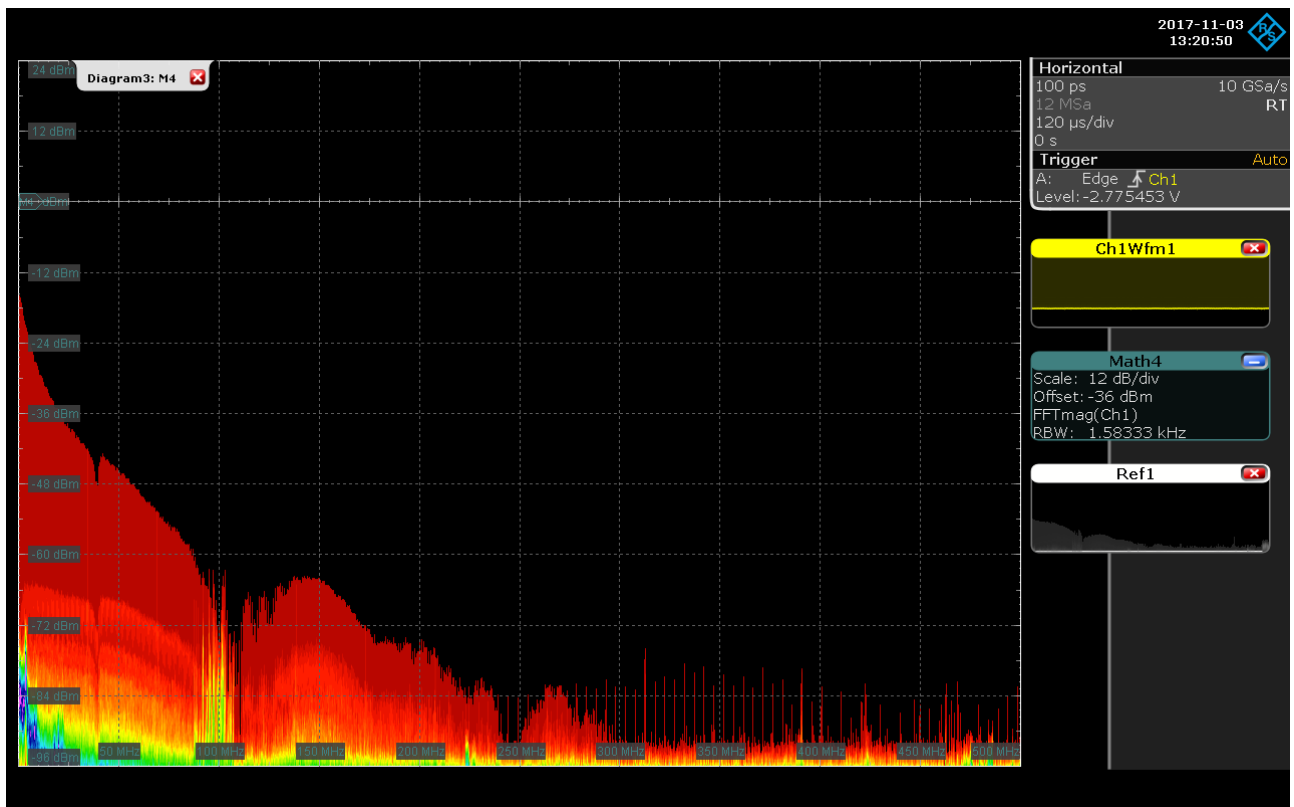 2017-11-03
13:20:50
R&S
Diagram3: M4
24 dBm
12 dBm
M4 0 dBm
-12 dBm
-24 dBm
-36 dBm
-48 dBm
-60 dBm
-72 dBm
-84 dBm
-96 dBm
50 MHz 100 MHz 150 MHz 200 MHz 250 MHz 300 MHz 350 MHz 400 MHz 450 MHz 500 MHz
Horizontal
100 ps 10 GSa/s
12 MSa RT
120 µs/div
0 s
Trigger Auto
A: Edge Ch1
Level: -2.775453 V
Ch1Wfm1
Math4
Scale: 12 dB/div
Offset: -36 dBm
FFTmag(Ch1)
RBW: 1.58333 kHz
Ref1